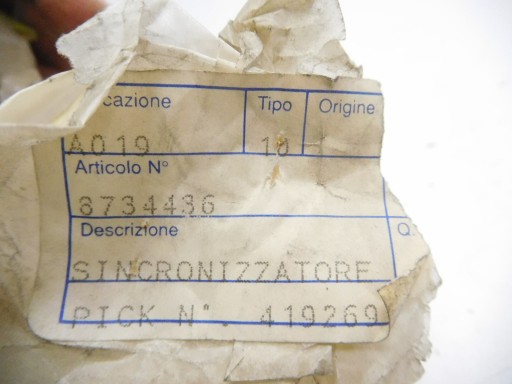 cazione Tipo Origine
A019 10
Articolo N°
8734436
Descrizione Q
SINCRONIZZATORE
PICK N°. 419269